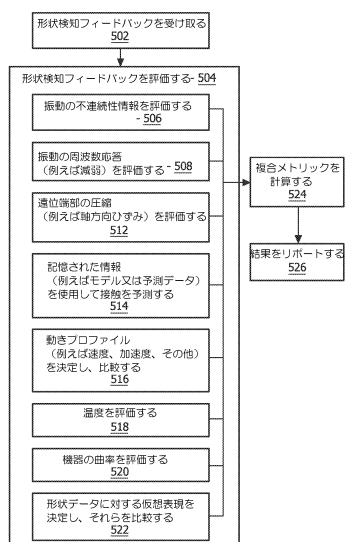 形状検知フィードバックを受け取る
502
形状検知フィードバックを評価する-504
振動の不連続性情報を評価する
-506
振動の周波数応答
(例えば減弱)を評価する
-508
遠位端部の圧縮
(例えば軸方向ひずみ)を評価する
512
記憶された情報
(例えばモデル又は予測データ)
を使用して接触を予測する
514
動きプロファイル
(例えば速度、加速度、その他)
を決定し、比較する
516
温度を評価する
518
機器の曲率を評価する
520
形状データに対する仮想表現を
決定し、それらを比較する
522
複合メトリックを
計算する
524
結果をリポートする
526